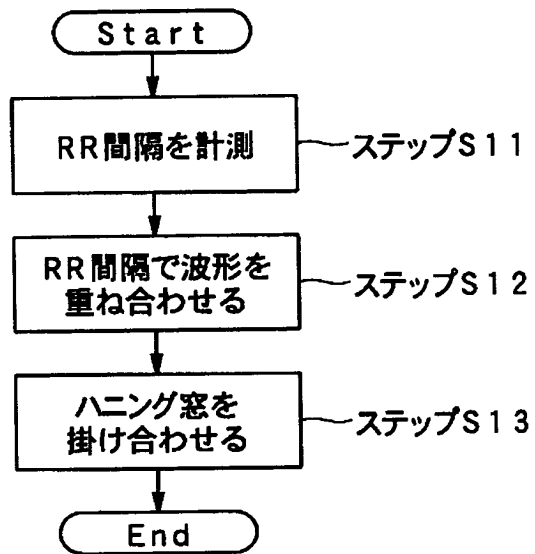 Start
RR間隔を計測
ステップS11
RR間隔で波形を
重ね合わせる
ステップS12
ハニング窓を
掛け合わせる
ステップS13
End